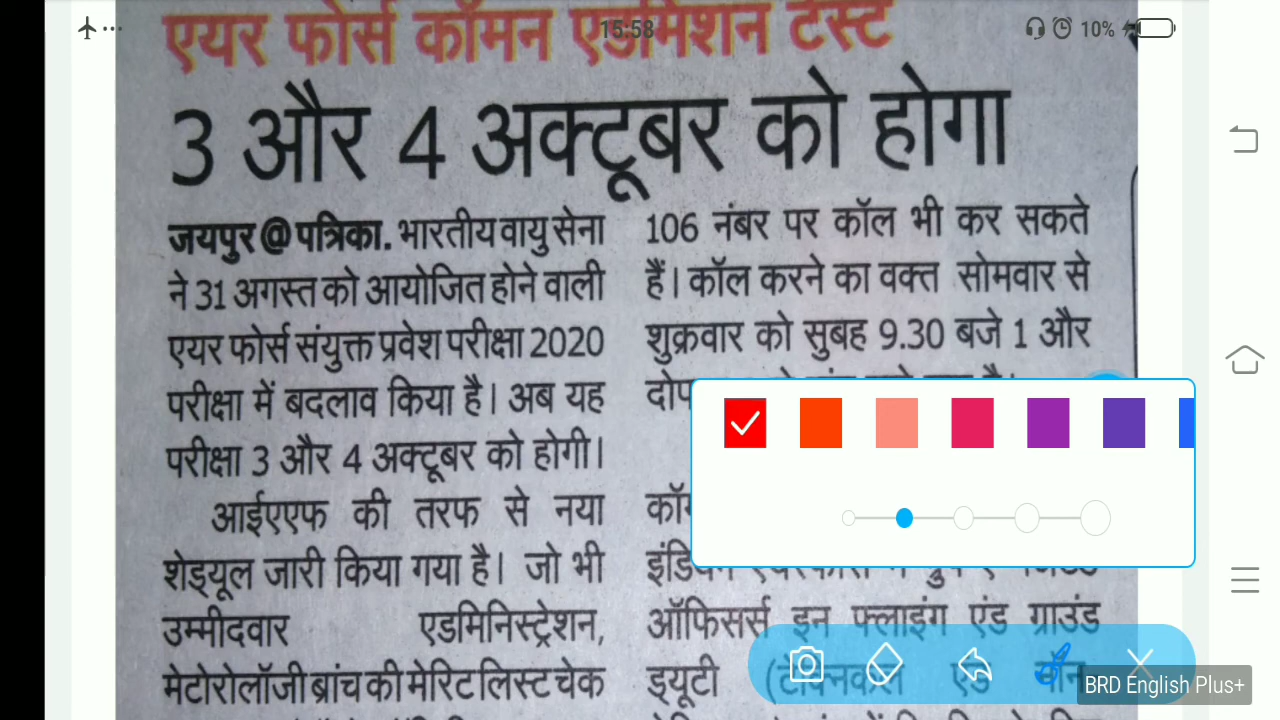 15:58
10%
एयर फोर्स कॉमन एडमिशन टेस्ट
3 और 4 अक्टूबर को होगा
जयपुर @ पत्रिका. भारतीय वायु सेना
ने 31 अगस्त को आयोजित होने वाली
एयर फोर्स संयुक्त प्रवेश परीक्षा 2020
परीक्षा में बदलाव किया है। अब यह
परीक्षा 3 और 4 अक्टूबर को होगी।
आईएएफ की तरफ से नया
शेड्यूल जारी किया गया है। जो भी
उम्मीदवार एडमिनिस्ट्रेशन,
मेटोरोलॉजी ब्रांच की मेरिट लिस्ट चेक
106 नंबर पर कॉल भी कर सकते
हैं। कॉल करने का वक्त सोमवार से
शुक्रवार को सुबह 9.30 बजे 1 और
ऑफिसर्स इन फ्लाइंग एंड ग्राउंड
ड्यूटी (टेक्निकल एंड नॉन
BRD English Plus+